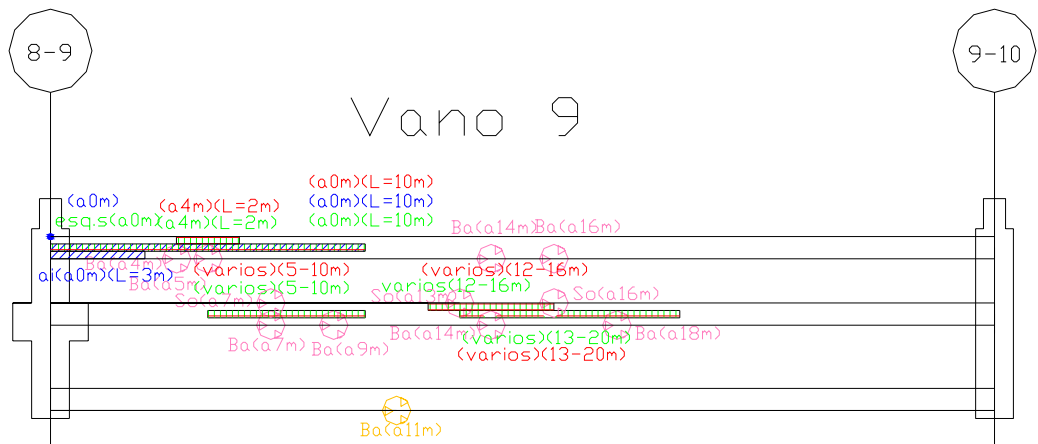 8-9
9-10
Vano 9
(a0m)(L=10m)
(a0m)
(a4m)(L=2m)
(a0m)(L=10m)
esq.s(a0m)
(a4m)(L=2m)
(a0m)(L=10m)
Ba(a14m)
Ba(a16m)
Ba(a4m)
(varios)(5-10m)
(varios)(12-16m)
ai(a0m)(L=3m)
Ba(a5m)
(varios)(5-10m)
varios(12-16m)
So(a7m)
So(a13m)
So(a16m)
Ba(a7m)
Ba(a9m)
Ba(a14m)
(varios)(13-20m)
Ba(a18m)
(varios)(13-20m)
Ba(a11m)